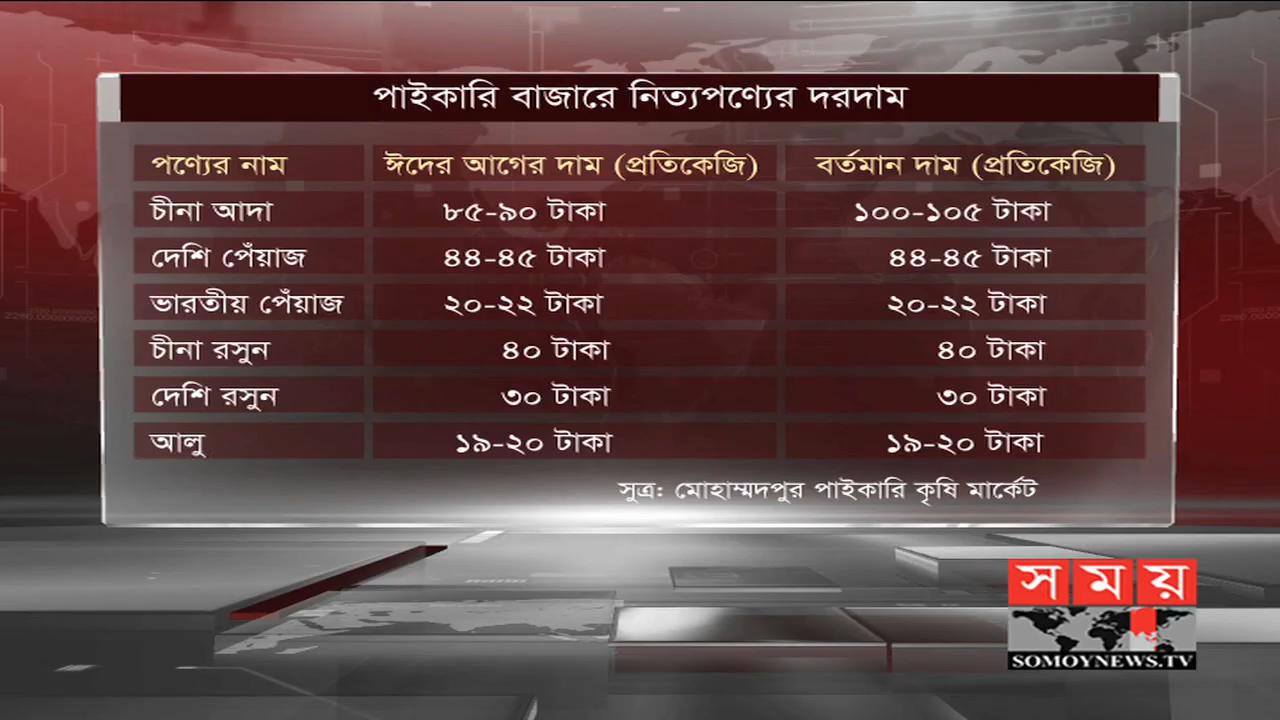 পাইকারি বাজারে নিত্যপণ্যের দরদাম
পণ্যের নাম ঈদের আগের দাম (প্রতিকেজি) বর্তমান দাম (প্রতিকেজি)
চীনা আদা ৮৫-৯০ টাকা ১০০-১০৫ টাকা
দেশি পেঁয়াজ ৪৪-৪৫ টাকা ৪৪-৪৫ টাকা
ভারতীয় পেঁয়াজ ২০-২২ টাকা ২০-২২ টাকা
চীনা রসুন ৪০ টাকা ৪০ টাকা
দেশি রসুন ৩০ টাকা ৩০ টাকা
আলু ১৯-২০ টাকা ১৯-২০ টাকা
সুত্র: মোহাম্মদপুর পাইকারি কৃষি মার্কেট
সময়
SOMOYNEWS.TV